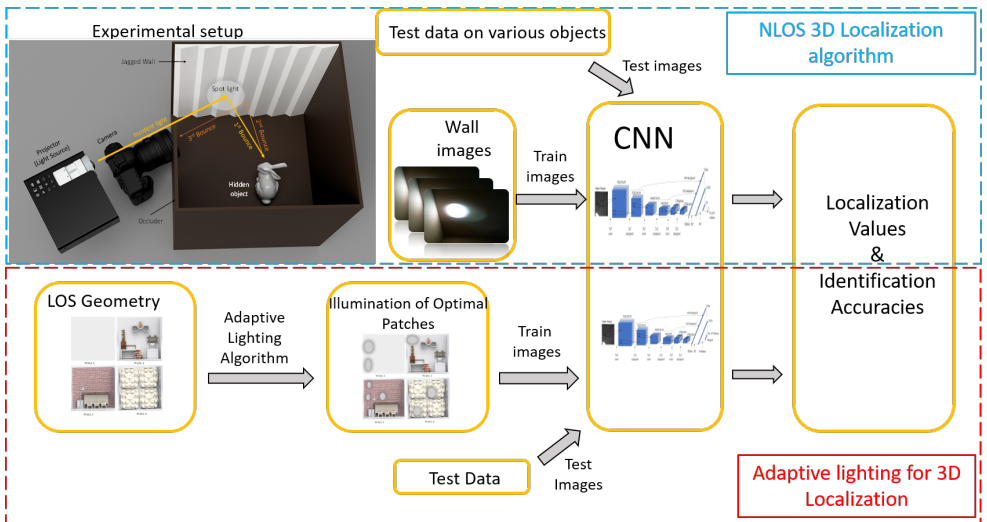 Experimental setup
Jagged Wall
Spot light
Projector
(Light Source)
Camera
Incident light
1st Bounce
2nd Bounce
3rd Bounce
Hidden
object
Occluder
Test data on various objects
Test images
NLOS 3D Localization
algorithm
Wall
images
Train
images
CNN
Localization
Values
&
Identification
Accuracies
LOS Geometry
Adaptive
Lighting
Algorithm
Illumination of Optimal
Patches
Train
images
Test Data
Test
Images
Adaptive lighting for 3D
Localization